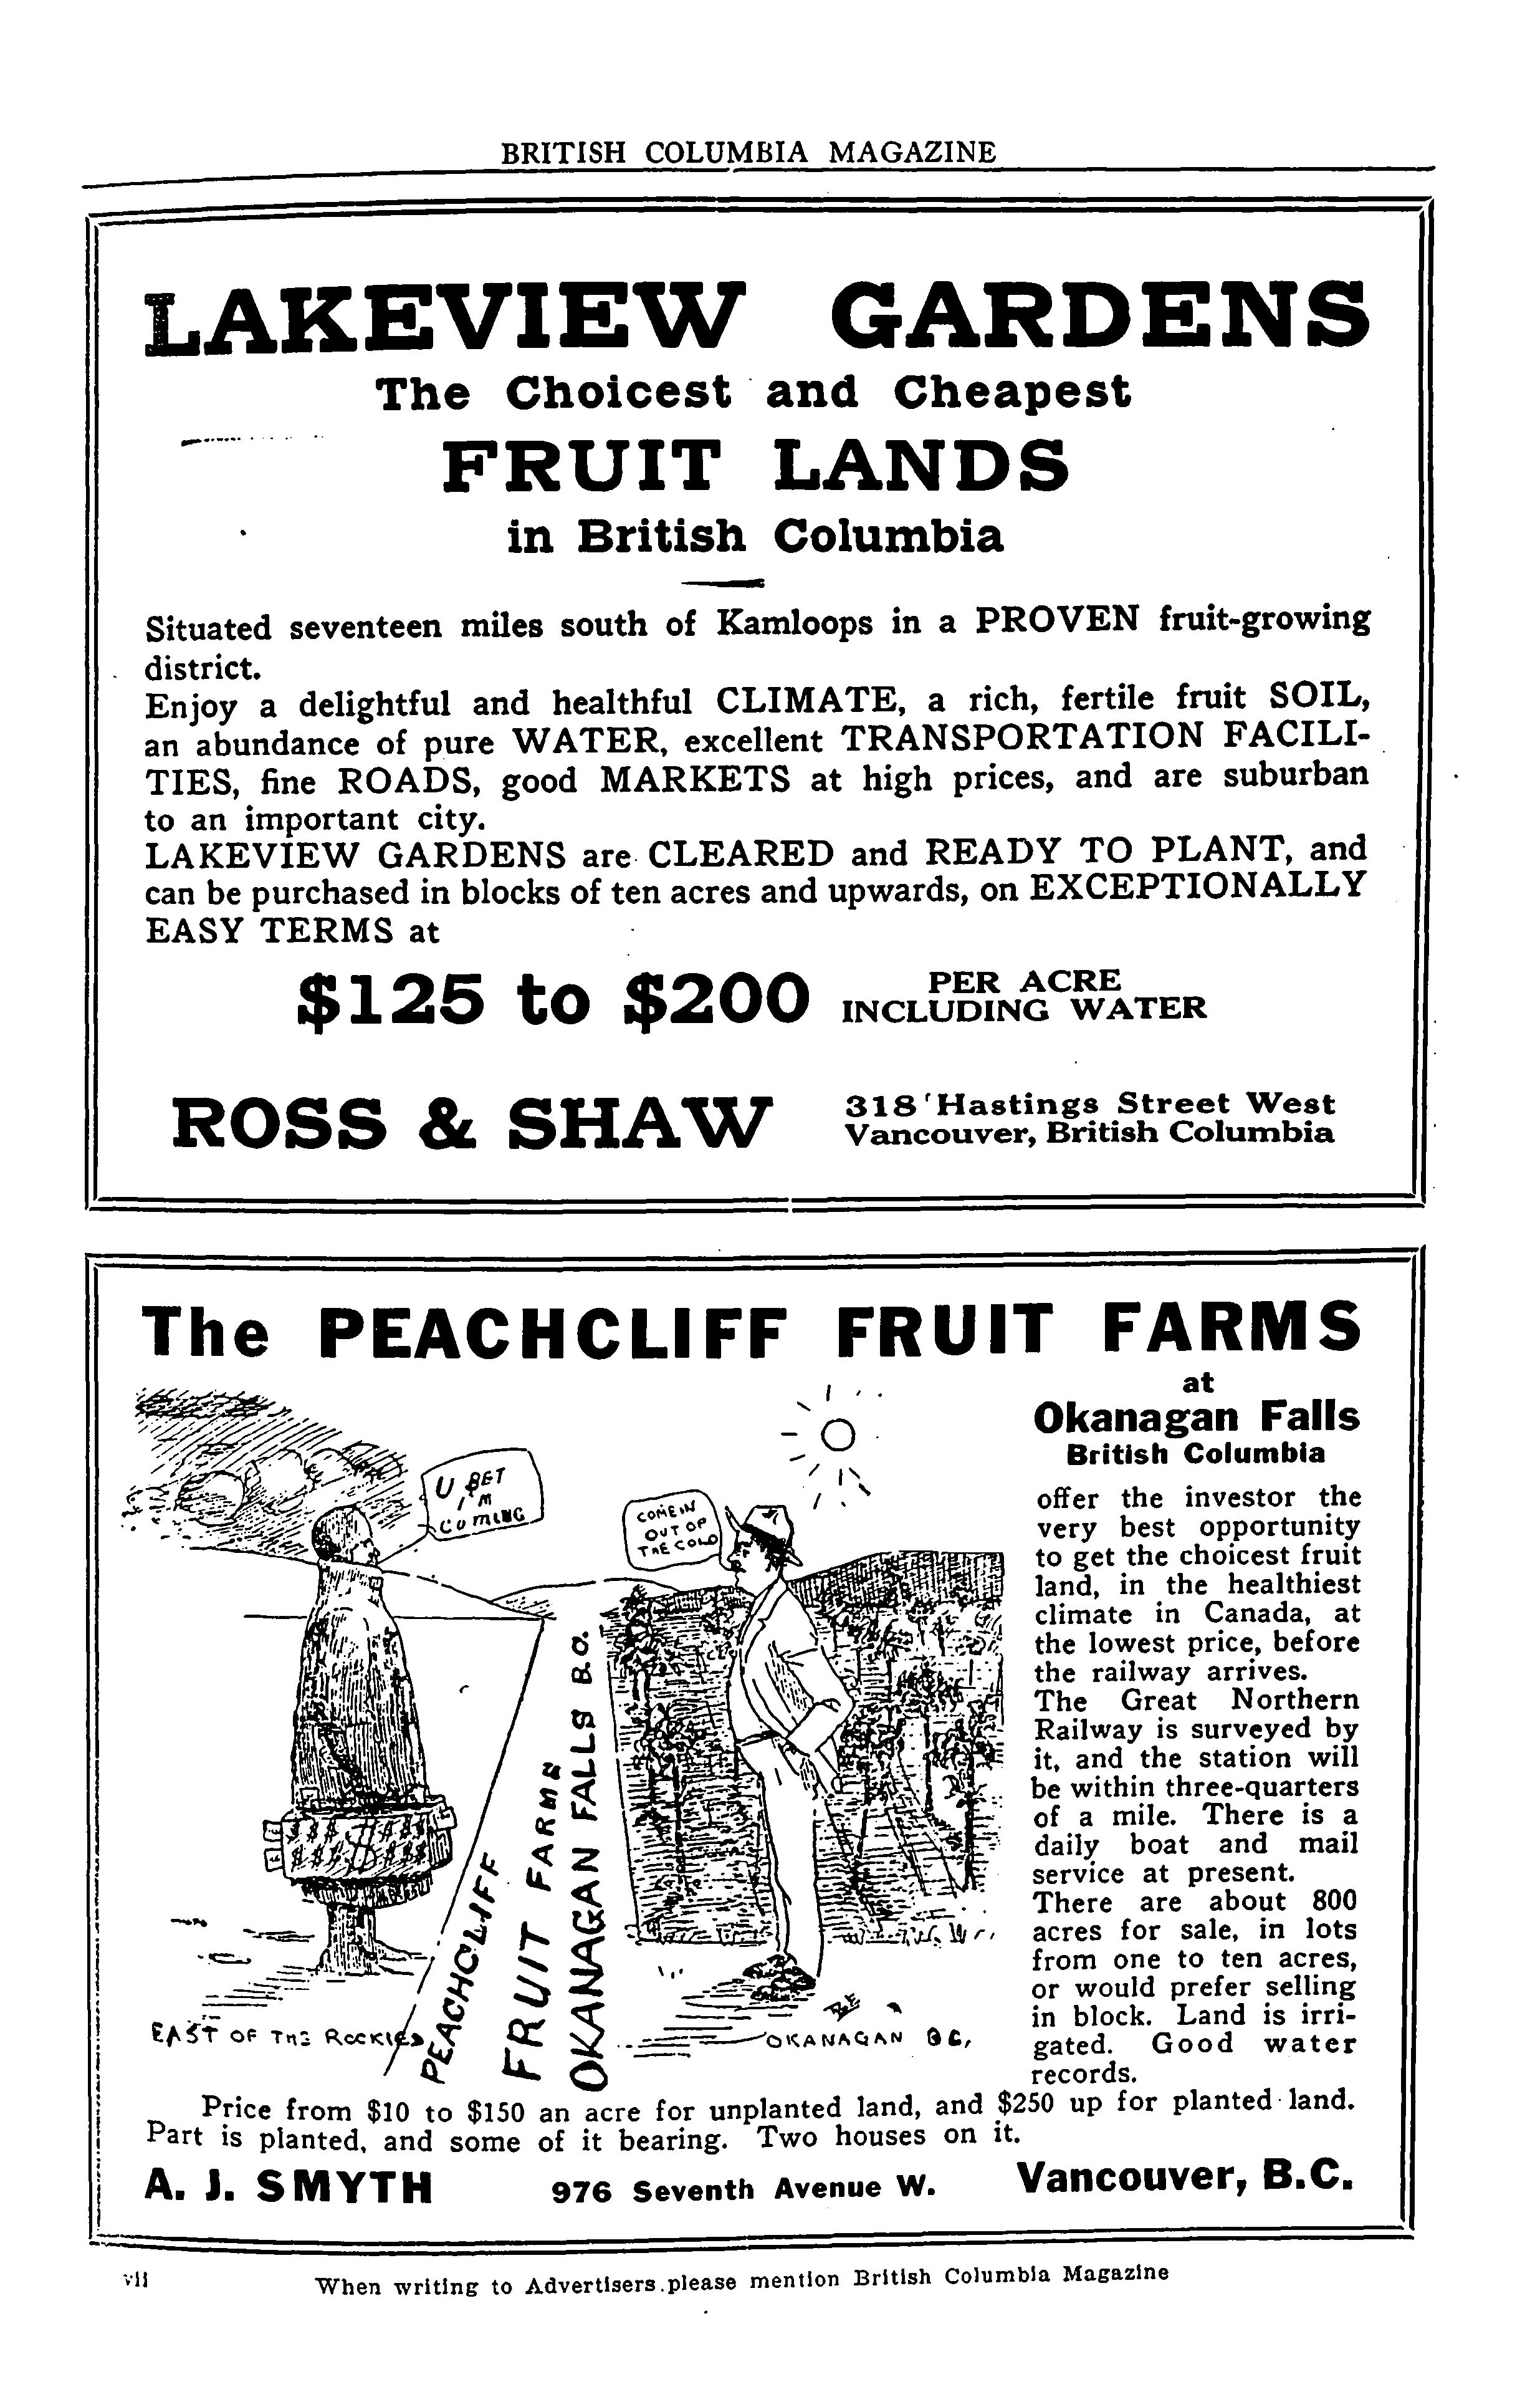 BRITISH COLUMBIA MAGAZINE
LAKEVIEW GARDENS
The Choicest and Cheapest
FRUIT LANDS
in British Columbia
Situated seventeen miles south of Kamloops in a PROVEN fruit-growing
district.
Enjoy a delightful and healthful CLIMATE, a rich, fertile fruit SOIL,
an abundance of pure WATER, excellent TRANSPORTATION FACILI-
TIES, fine ROADS, good MARKETS at high prices, and are suburban
to an important city.
LAKEVIEW GARDENS are CLEARED and READY TO PLANT, and
can be purchased in blocks of ten acres and upwards, on EXCEPTIONALLY
EASY TERMS at
$125 to $200 PER ACRE
INCLUDING WATER
ROSS & SHAW
318 Hastings Street West
Vancouver, British Columbia
The PEACHCLIFF FRUIT FARMS
at
Okanagan Falls
British Columbia
U BET
I'M
COMING
COME IN
OUT OF
THE COLD
PEACHCLIFF
FRUIT FARMS
OKANAGAN FALLS B.C.
EAST OF THE ROCKIES
OKANAGAN B.C,
offer the investor the
very best opportunity
to get the choicest fruit
land, in the healthiest
climate in Canada, at
the lowest price, before
the railway arrives.
The Great Northern
Railway is surveyed by
it, and the station will
be within three-quarters
of a mile. There is a
daily boat and mail
service at present.
There are about 800
acres for sale, in lots
from one to ten acres,
or would prefer selling
in block. Land is irri-
gated. Good water
records.
Price from $10 to $150 an acre for unplanted land, and $250 up for planted land.
Part is planted, and some of it bearing. Two houses on it.
A. J. SMYTH 976 Seventh Avenue W. Vancouver, B.C.
vii When writing to Advertisers please mention British Columbia Magazine